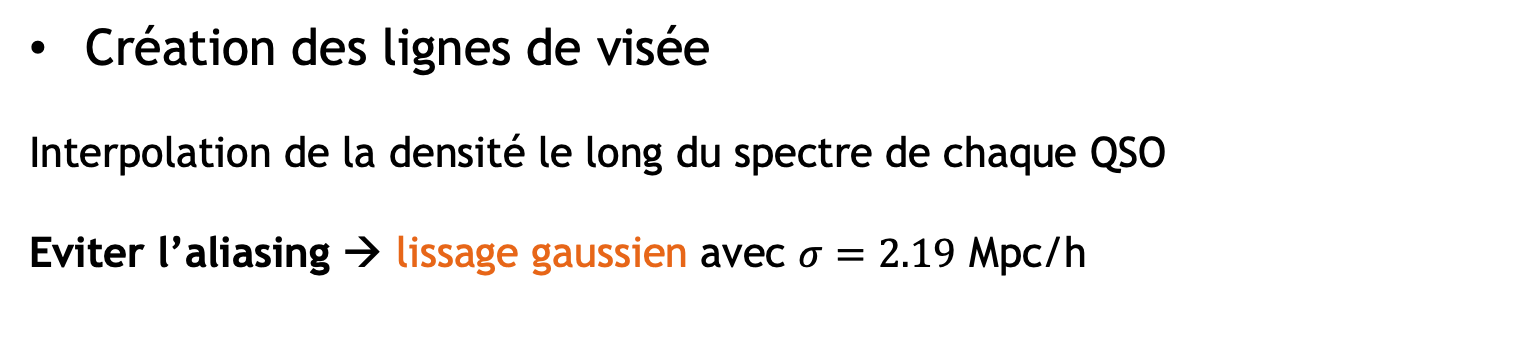 • Création des lignes de visée
Interpolation de la densité le long du spectre de chaque QSO
Eviter l’aliasing → lissage gaussien avec σ = 2.19 Mpc/h